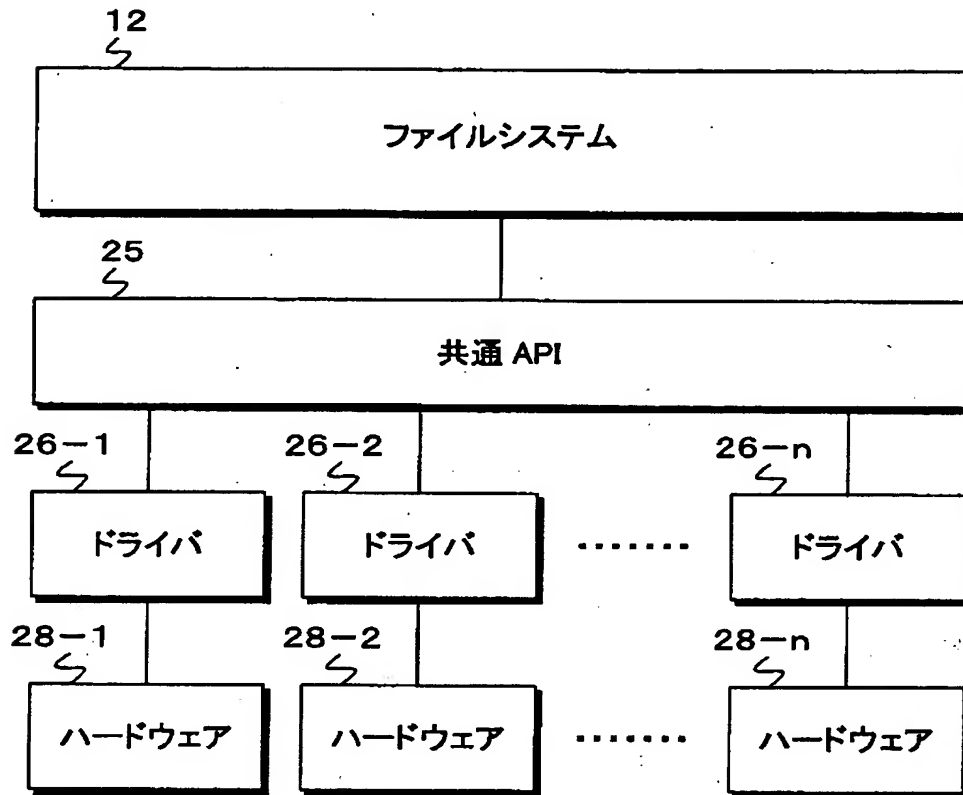 12
ファイルシステム
25
共通 API
26-1
26-2
26-n
ドライバ
ドライバ
・・・・・・・
ドライバ
28-1
28-2
28-n
ハードウェア
ハードウェア
・・・・・・・
ハードウェア